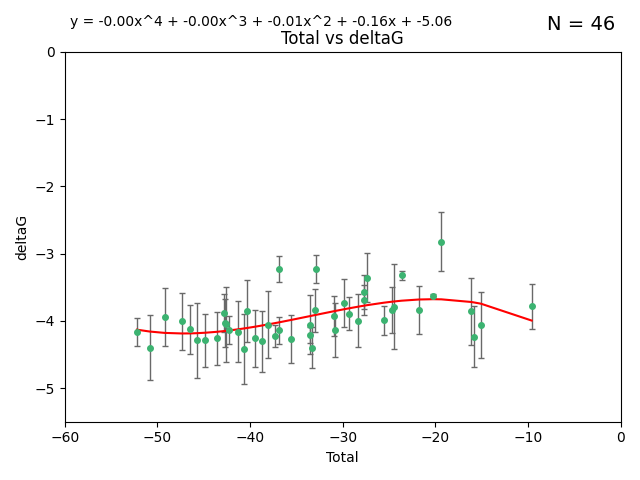 y = -0.00x^4 + -0.00x^3 + -0.01x^2 + -0.16x + -5.06
N = 46
Total vs deltaG
0
−1
−2
−3
−4
−5
deltaG
−60 −50 −40 −30 −20 −10 0
Total